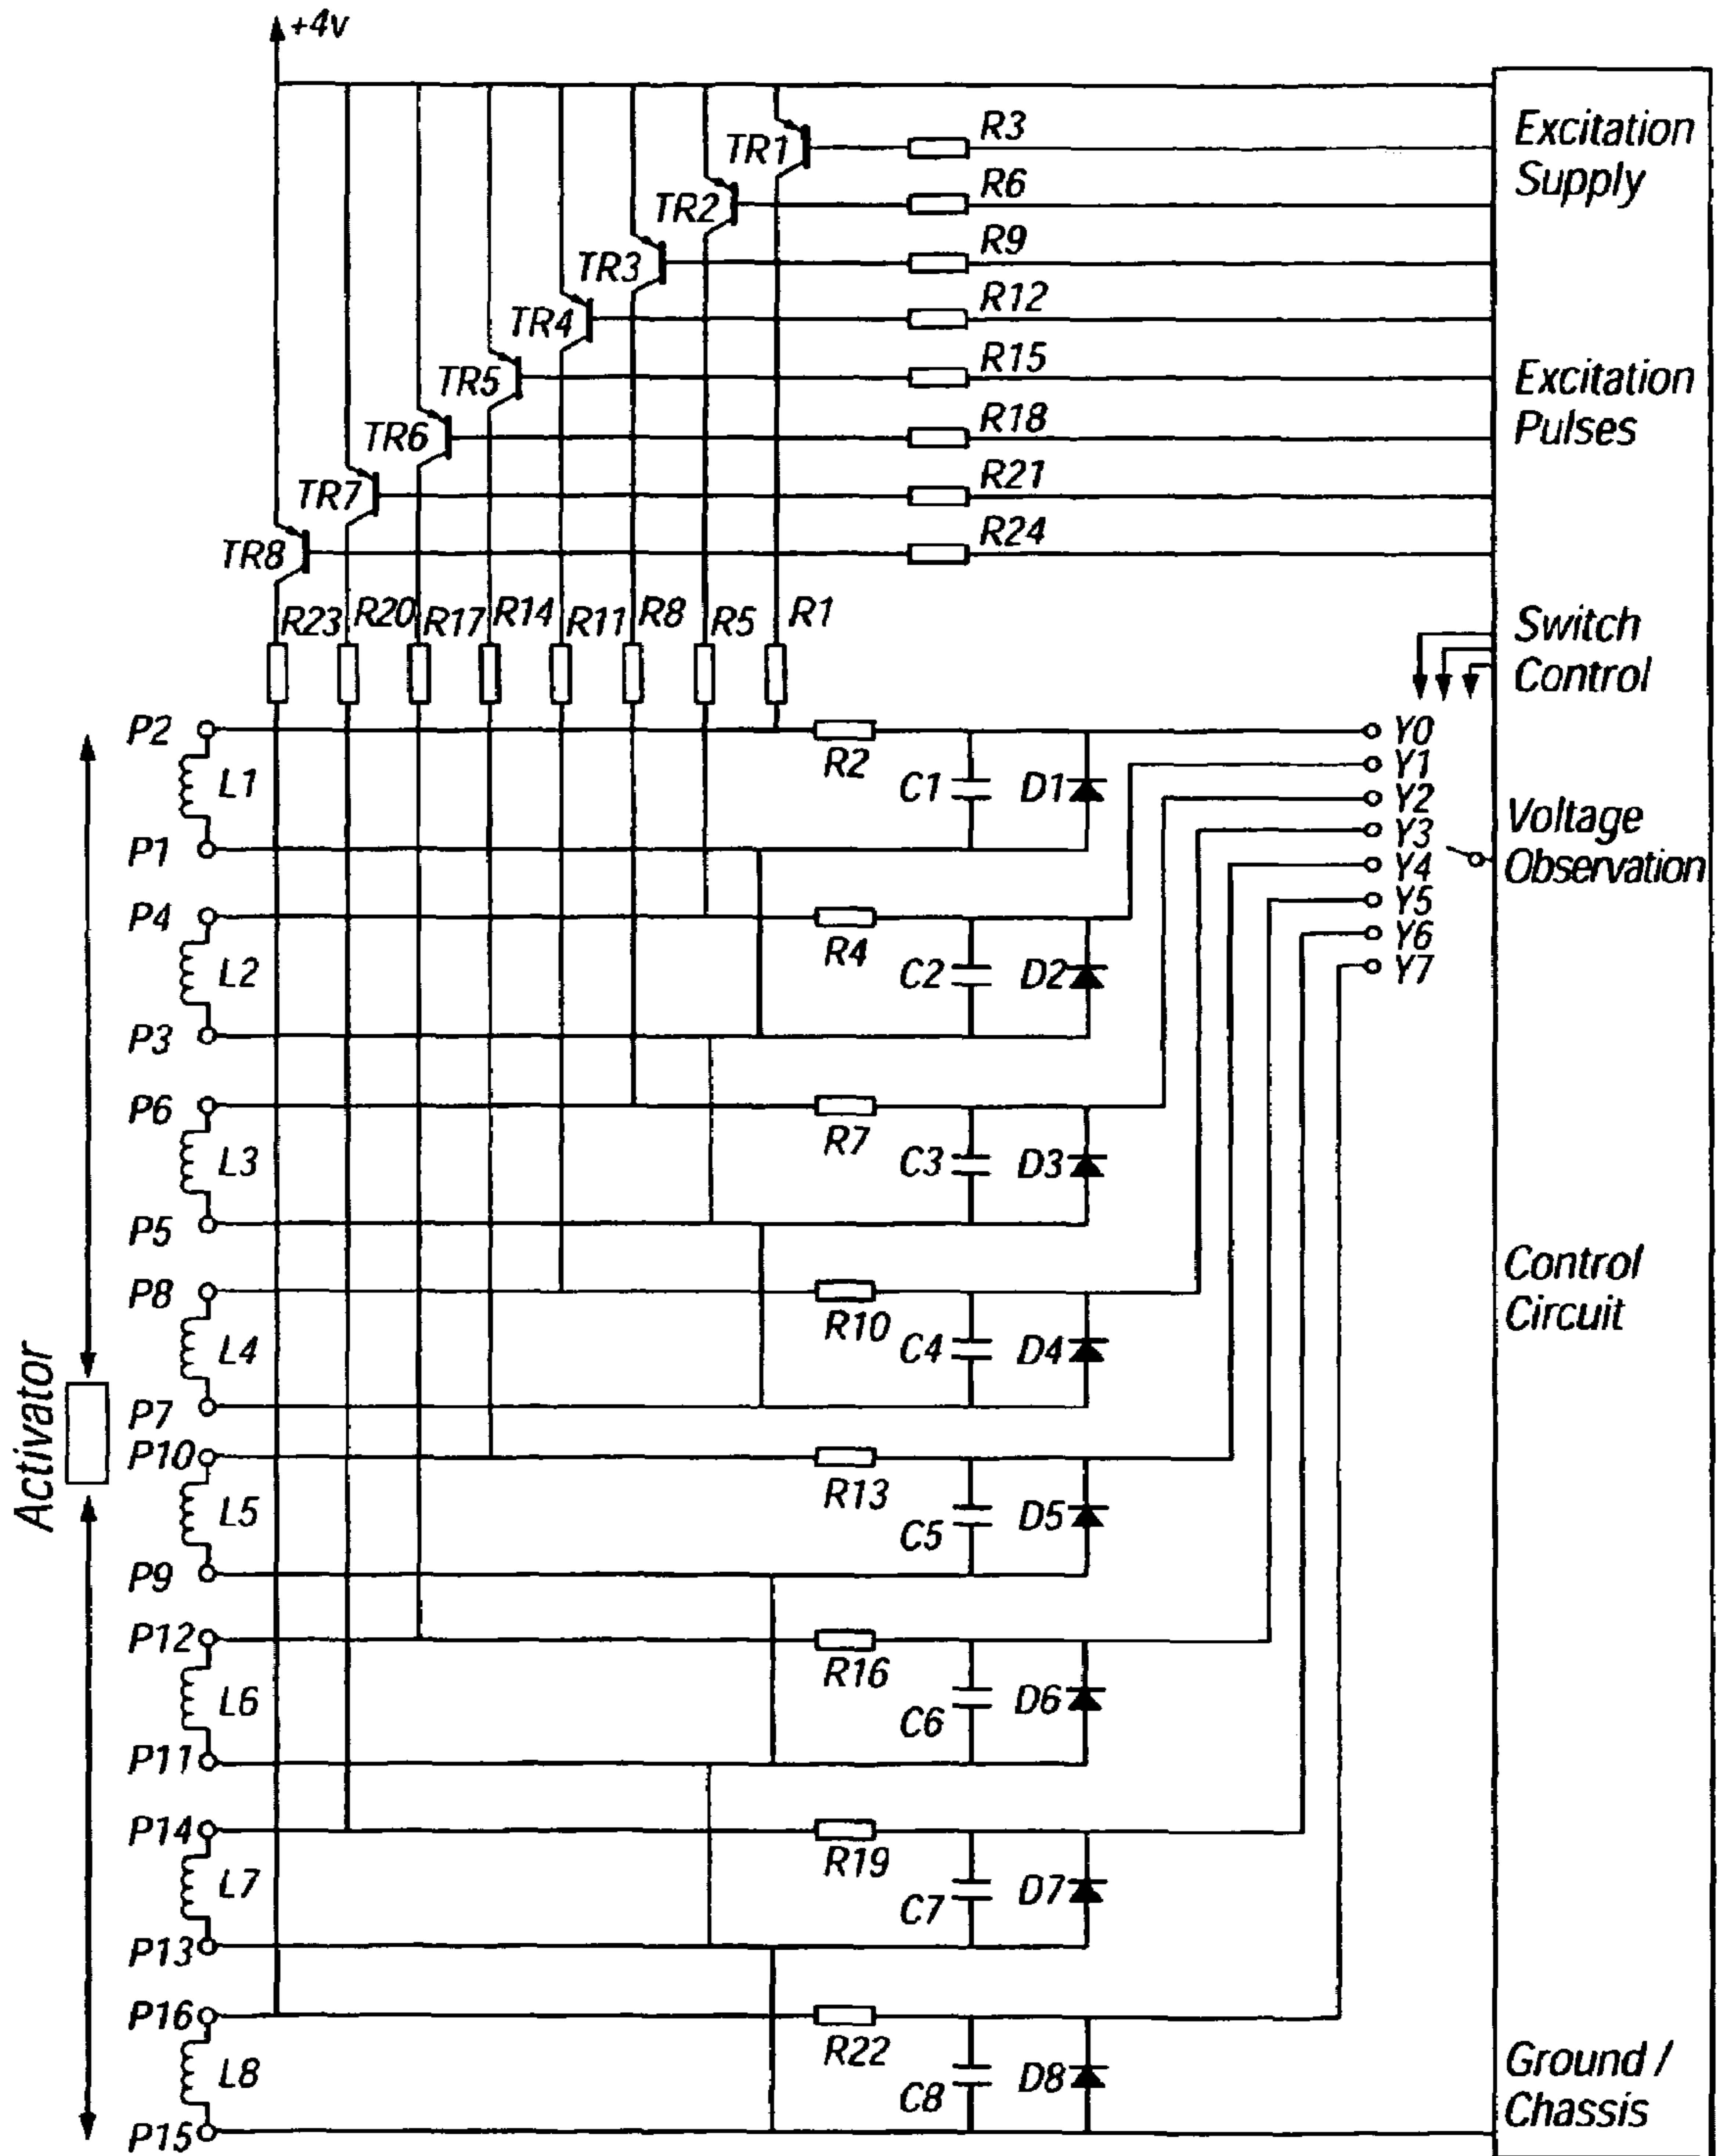 +4v
TR1
R3
Excitation
Supply
TR2
R6
TR3
R9
TR4
R12
TR5
R15
Excitation
Pulses
TR6
R18
TR7
R21
TR8
R24
R23
R20
R17
R14
R11
R8
R5
R1
Switch
Control
P2
L1
P1
R2
C1
D1
Y0
Y1
Y2
Y3
Y4
Y5
Y6
Y7
Voltage
Observation
P4
L2
P3
R4
C2
D2
P6
L3
P5
R7
C3
D3
P8
L4
P7
R10
C4
D4
Control
Circuit
Activator
P10
L5
P9
R13
C5
D5
P12
L6
P11
R16
C6
D6
P14
L7
P13
R19
C7
D7
P16
L8
P15
R22
C8
D8
Ground /
Chassis